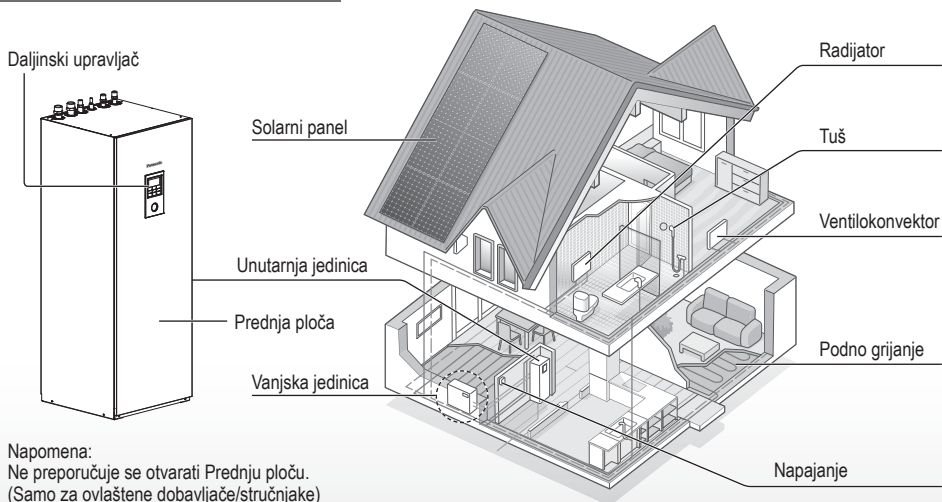 Daljinski upravljač
Solarni panel
Radijator
Tuš
Ventilokonvektor
Unutarnja jedinica
Prednja ploča
Vanjska jedinica
Podno grijanje
Napajanje
Napomena:
Ne preporučuje se otvarati Prednju ploču.
(Samo za ovlaštene dobavljače/stručnjake)